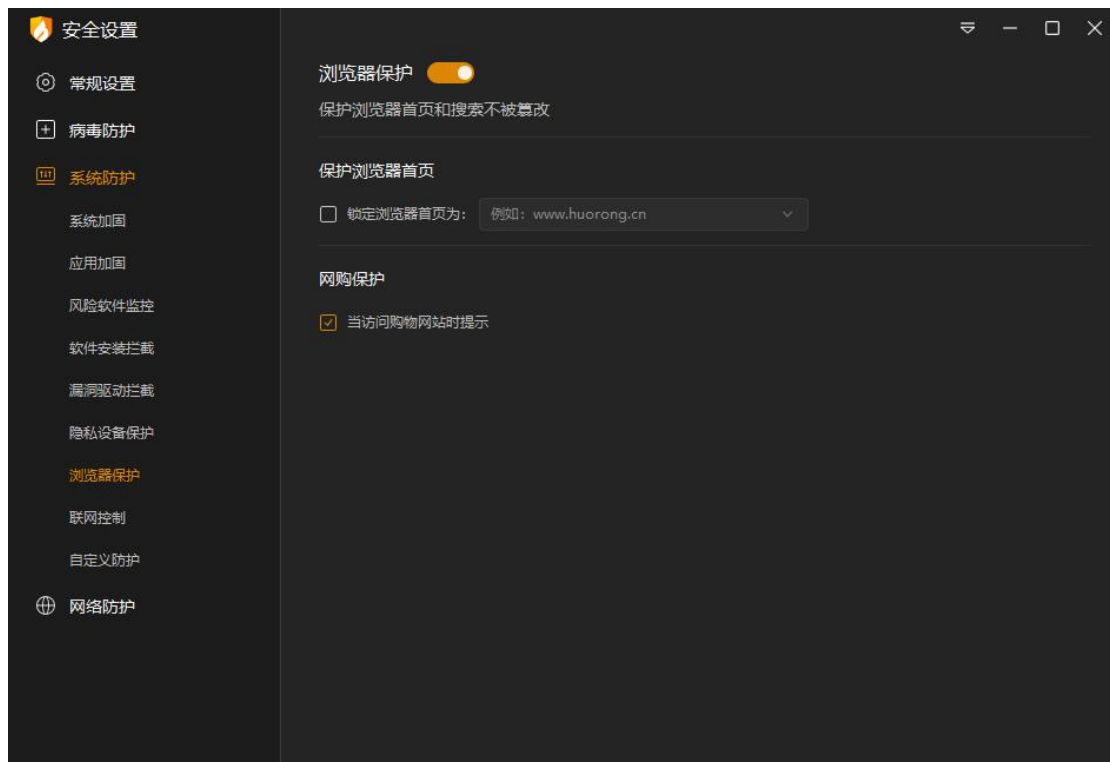 安全设置
常规设置
病毒防护
系统防护
系统加固
应用加固
风险软件监控
软件安装拦截
漏洞驱动拦截
隐私设备保护
浏览器保护
联网控制
自定义防护
网络防护
浏览器保护
保护浏览器首页和搜索不被篡改
保护浏览器首页
锁定浏览器首页为： 例如：www.huorong.cn
网购保护
当访问购物网站时提示